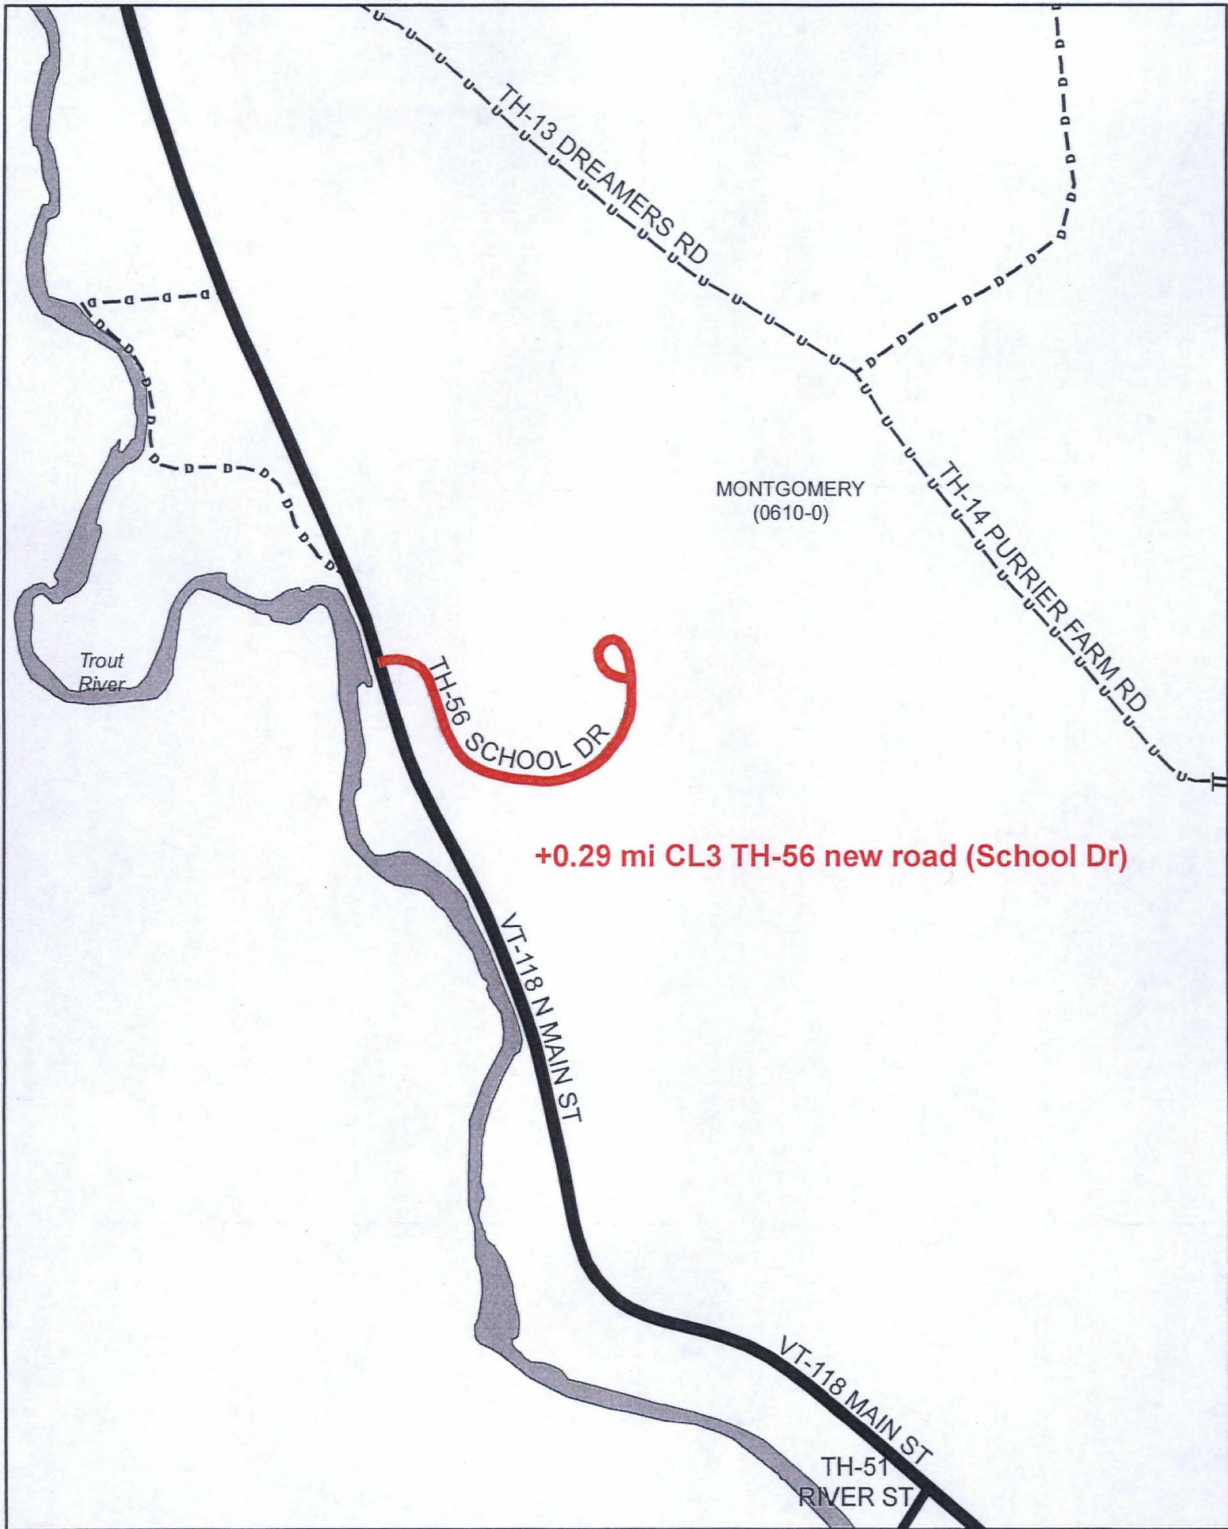 TH-13 DREAMERS RD
MONTGOMERY
(0610-0)
TH-14 PURRIER FARM RD
Trout
River
TH-56 SCHOOL DR
+0.29 mi CL3 TH-56 new road (School Dr)
VT-118 N MAIN ST
VT-118 MAIN ST
TH-51
RIVER ST